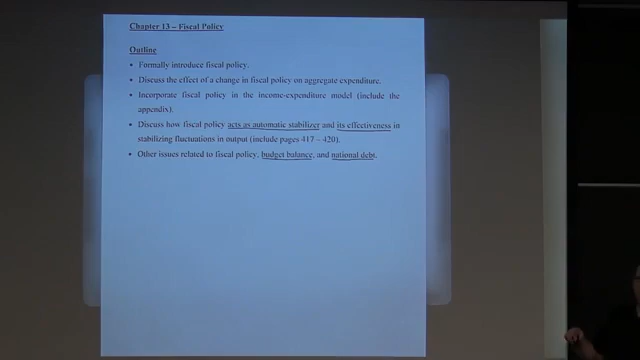 Chapter 13 – Fiscal Policy
Outline
• Formally introduce fiscal policy.
• Discuss the effect of a change in fiscal policy on aggregate expenditure.
• Incorporate fiscal policy in the income-expenditure model (include the
appendix).
• Discuss how fiscal policy acts as automatic stabilizer and its effectiveness in
stabilizing fluctuations in output (include pages 417 – 420).
• Other issues related to fiscal policy, budget balance, and national debt.